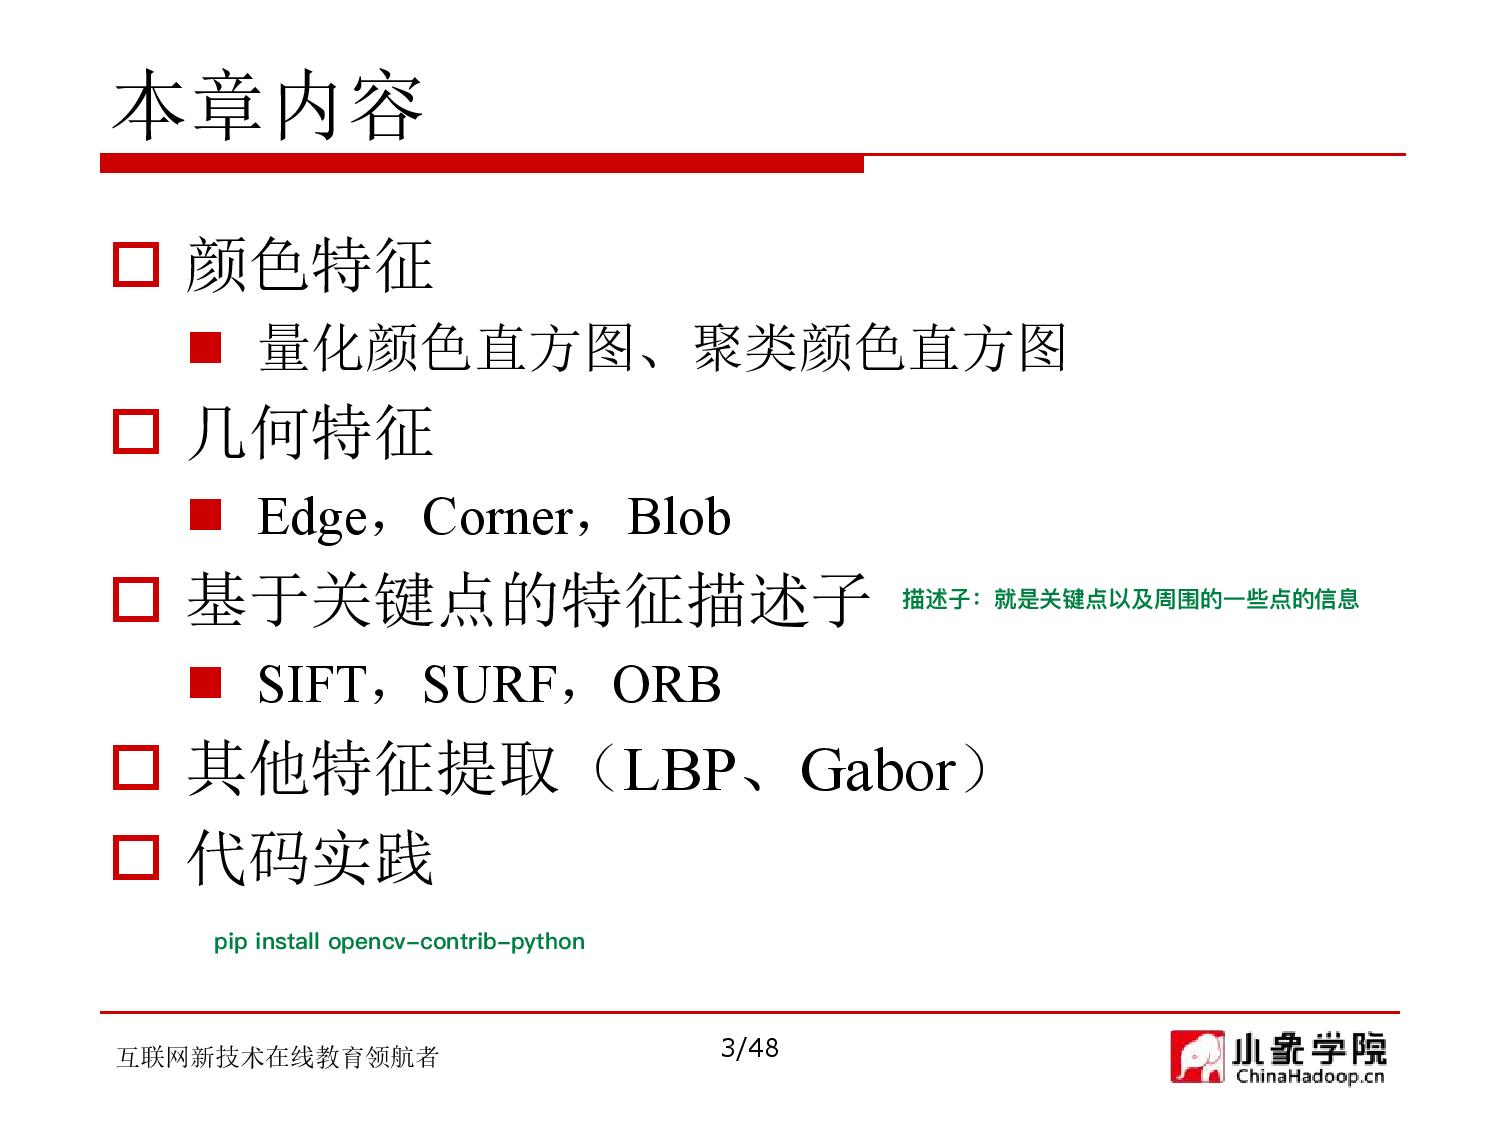 本章内容
颜色特征
量化颜色直方图、聚类颜色直方图
几何特征
Edge，Corner，Blob
基于关键点的特征描述子
描述子：就是关键点以及周围的一些点的信息
SIFT，SURF，ORB
其他特征提取（LBP、Gabor）
代码实践
pip install opencv-contrib-python
互联网新技术在线教育领航者
3/48
小象学院
ChinaHadoop.cn